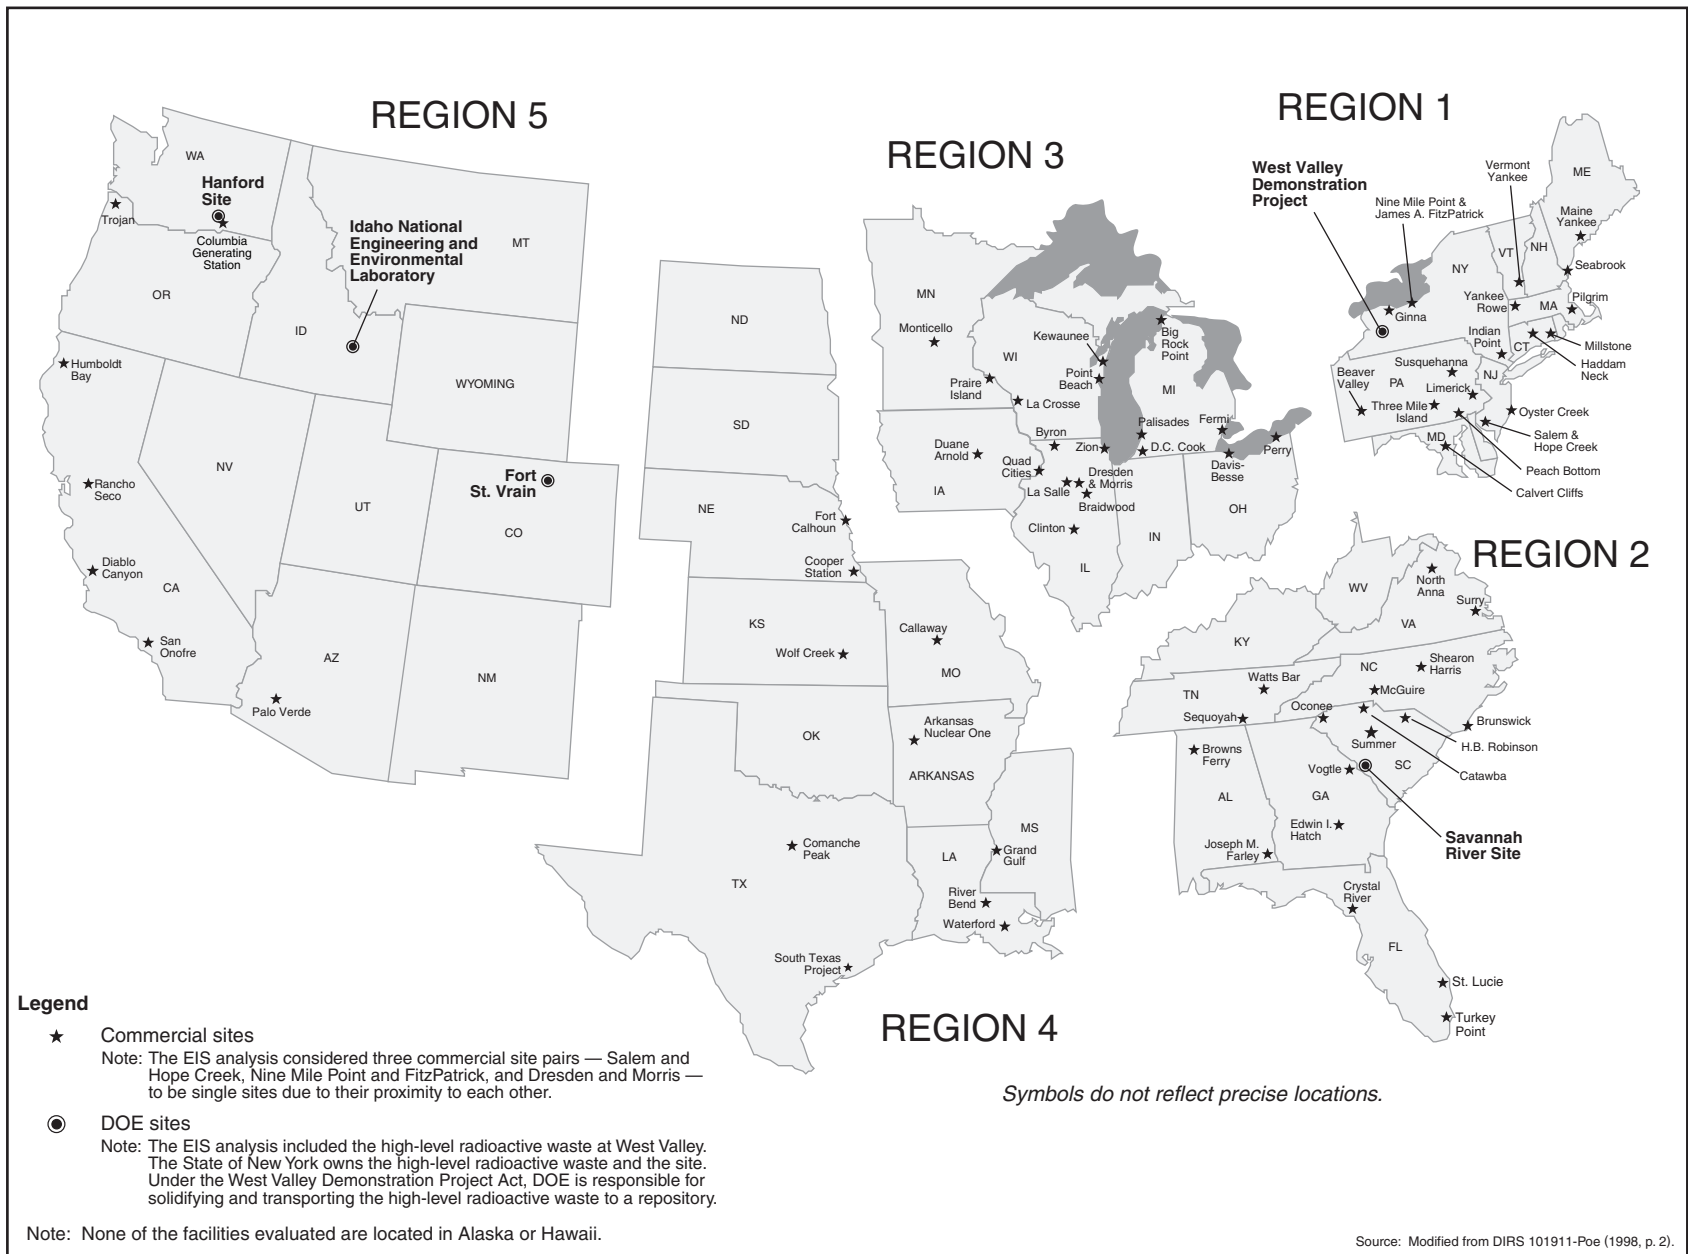 REGION 5
WA
Hanford
Site
Trojan
Columbia
Generating
Station
Idaho National
Engineering and
Environmental
Laboratory
MT
OR
ID
WYOMING
Humboldt
Bay
NV
Rancho
Seco
UT
Fort
St. Vrain
CO
Diablo
Canyon
CA
San
Onofre
AZ
NM
Palo Verde
REGION 3
MN
Monticello
Kewaunee
Big
Rock
Point
WI
Point
Beach
Praire
Island
MI
La Crosse
Palisades
Fermi
Byron
Zion
D.C. Cook
Perry
Duane
Arnold
Quad
Cities
Dresden
& Morris
Davis-
Besse
IA
La Salle
Braidwood
OH
Clinton
IN
IL
REGION 1
West Valley
Demonstration
Project
Vermont
Yankee
ME
Nine Mile Point &
James A. FitzPatrick
Maine
Yankee
VT
NH
NY
Seabrook
Yankee
Rowe
MA
Pilgrim
Ginna
Indian
Point
CT
Millstone
Haddam
Neck
Susquehanna
Beaver
Valley
PA
NJ
Limerick
Three Mile
Island
Oyster Creek
MD
Salem &
Hope Creek
Peach Bottom
Calvert Cliffs
REGION 2
WV
North
Anna
Surry
VA
KY
NC
Shearon
Harris
Watts Bar
TN
McGuire
Oconee
Sequoyah
Brunswick
H.B. Robinson
Summer
Browns
Ferry
Vogtle
SC
Catawba
AL
GA
Edwin I.
Hatch
Savannah
River Site
Joseph M.
Farley
Crystal
River
FL
St. Lucie
Turkey
Point
ND
SD
NE
Fort
Calhoun
Cooper
Station
KS
Callaway
Wolf Creek
MO
OK
Arkansas
Nuclear One
ARKANSAS
MS
Comanche
Peak
LA
Grand
Gulf
TX
River
Bend
Waterford
South Texas
Project
REGION 4
Legend
Commercial sites
Note: The EIS analysis considered three commercial site pairs — Salem and
Hope Creek, Nine Mile Point and FitzPatrick, and Dresden and Morris —
to be single sites due to their proximity to each other.
DOE sites
Note: The EIS analysis included the high-level radioactive waste at West Valley.
The State of New York owns the high-level radioactive waste and the site.
Under the West Valley Demonstration Project Act, DOE is responsible for
solidifying and transporting the high-level radioactive waste to a repository.
Symbols do not reflect precise locations.
Note: None of the facilities evaluated are located in Alaska or Hawaii.
Source: Modified from DIRS 101911-Poe (1998, p. 2).